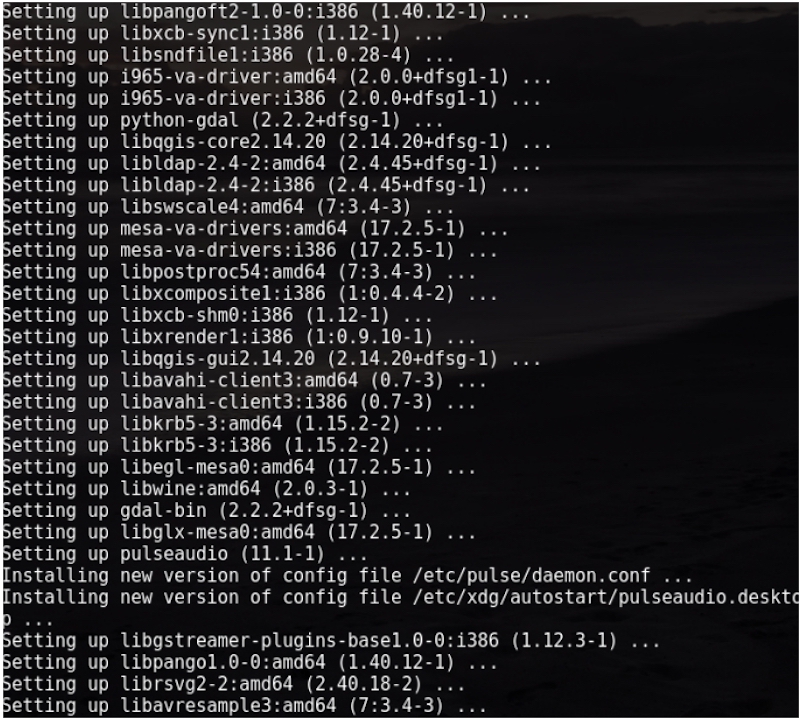 Setting up libpangoft2-1.0-0:i386 (1.40.12-1) ...
Setting up libxcb-sync1:i386 (1.12-1) ...
Setting up libsndfile1:i386 (1.0.28-4) ...
Setting up i965-va-driver:amd64 (2.0.0+dfsg1-1) ...
Setting up i965-va-driver:i386 (2.0.0+dfsg1-1) ...
Setting up python-gdal (2.2.2+dfsg-1) ...
Setting up libqgis-core2.14.20 (2.14.20+dfsg-1) ...
Setting up libldap-2.4-2:amd64 (2.4.45+dfsg-1) ...
Setting up libldap-2.4-2:i386 (2.4.45+dfsg-1) ...
Setting up libswscale4:amd64 (7:3.4-3) ...
Setting up mesa-va-drivers:amd64 (17.2.5-1) ...
Setting up mesa-va-drivers:i386 (17.2.5-1) ...
Setting up libpostproc54:amd64 (7:3.4-3) ...
Setting up libxcomposite1:i386 (1:0.4.4-2) ...
Setting up libxcb-shm0:i386 (1.12-1) ...
Setting up libxrender1:i386 (1:0.9.10-1) ...
Setting up libqgis-gui2.14.20 (2.14.20+dfsg-1) ...
Setting up libavahi-client3:amd64 (0.7-3) ...
Setting up libavahi-client3:i386 (0.7-3) ...
Setting up libkrb5-3:amd64 (1.15.2-2) ...
Setting up libkrb5-3:i386 (1.15.2-2) ...
Setting up libegl-mesa0:amd64 (17.2.5-1) ...
Setting up libwine:amd64 (2.0.3-1) ...
Setting up gdal-bin (2.2.2+dfsg-1) ...
Setting up libglx-mesa0:amd64 (17.2.5-1) ...
Setting up pulseaudio (11.1-1) ...
Installing new version of config file /etc/pulse/daemon.conf ...
Installing new version of config file /etc/xdg/autostart/pulseaudio.deskto
p ...
Setting up libgstreamer-plugins-base1.0-0:i386 (1.12.3-1) ...
Setting up libpango1.0-0:amd64 (1.40.12-1) ...
Setting up librsvg2-2:amd64 (2.40.18-2) ...
Setting up libavresample3:amd64 (7:3.4-3) ...